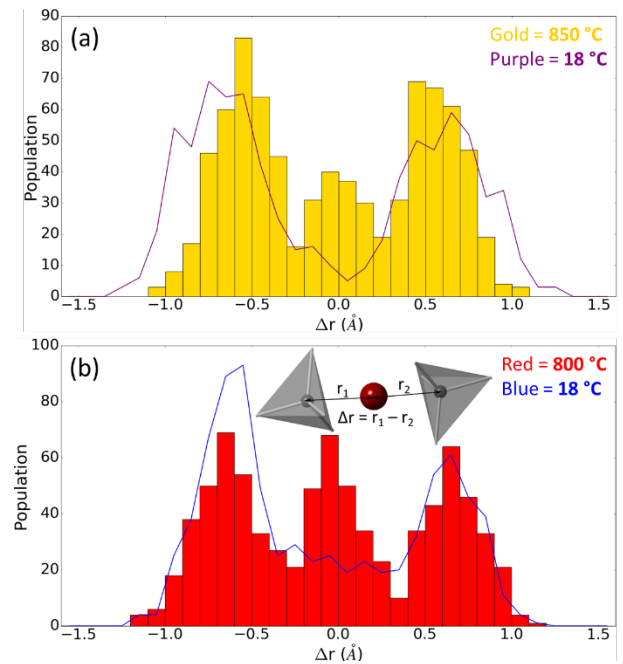 (a)
Gold = 850 °C
Purple = 18 °C
Population
90
80
70
60
50
40
30
20
10
0
−1.5 −1.0 −0.5 0.0 0.5 1.0 1.5
Δr (Å)
(b)
Red = 800 °C
Blue = 18 °C
r₁ r₂
Δr = r₁ – r₂
Population
100
80
60
40
20
0
−1.5 −1.0 −0.5 0.0 0.5 1.0 1.5
Δr (Å)